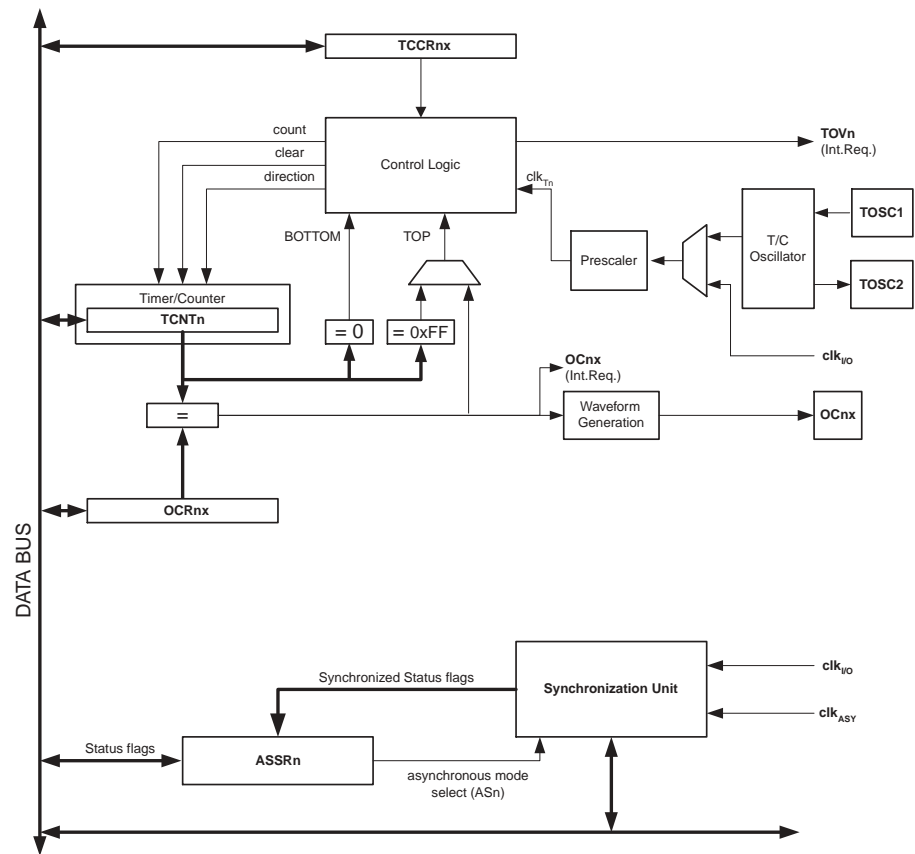 TCCRnx
count
clear
direction
Control Logic
TOVn
(Int.Req.)
clkTn
TOSC1
T/C
Oscillator
BOTTOM
TOP
Prescaler
TOSC2
Timer/Counter
TCNTn
= 0
= 0xFF
clkI/O
OCnx
(Int.Req.)
=
Waveform
Generation
OCnx
OCRnx
DATA BUS
Synchronized Status flags
Synchronization Unit
clkI/O
clkASY
Status flags
ASSRn
asynchronous mode
select (ASn)